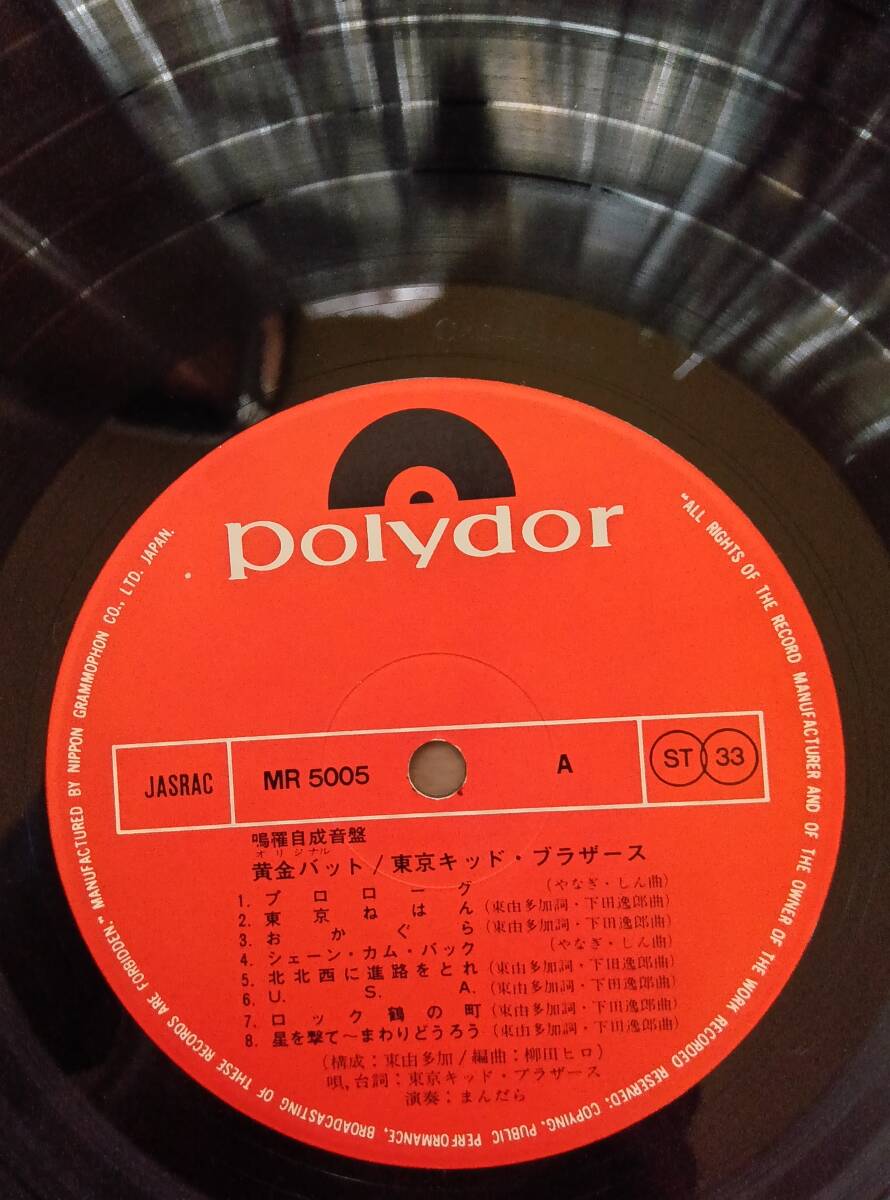 polydor
JASRAC
MR 5005
A
ST 33
鳴羅自成音盤
オリジナル
黄金バット/東京キッド・ブラザース
1. プロローグ (やなぎ・しん曲)
2. 東京ねはん (東由多加詞・下田逸郎曲)
3. おかぐら (東由多加詞・下田逸郎曲)
4. シェーン・カム・バック (やなぎ・しん曲)
5. 北北西に進路をとれ (東由多加詞・下田逸郎曲)
6. U. S. A. (東由多加詞・下田逸郎曲)
7. ロック鶴の町 (東由多加詞・下田逸郎曲)
8. 星を撃て〜まわりどうろう (東由多加詞・下田逸郎曲)
(構成:東由多加/編曲:柳田ヒロ)
唄,台詞:東京キッド・ブラザース
演奏:まんだら
"ALL RIGHTS OF THE RECORD MANUFACTURER AND OF THE OWNER OF THE WORK RECORDED RESERVED: COPYING, PUBLIC PERFORMANCE, BROADCASTING OF THESE RECORDS ARE FORBIDDEN." MANUFACTURED BY NIPPON GRAMMOPHON CO., LTD. JAPAN.